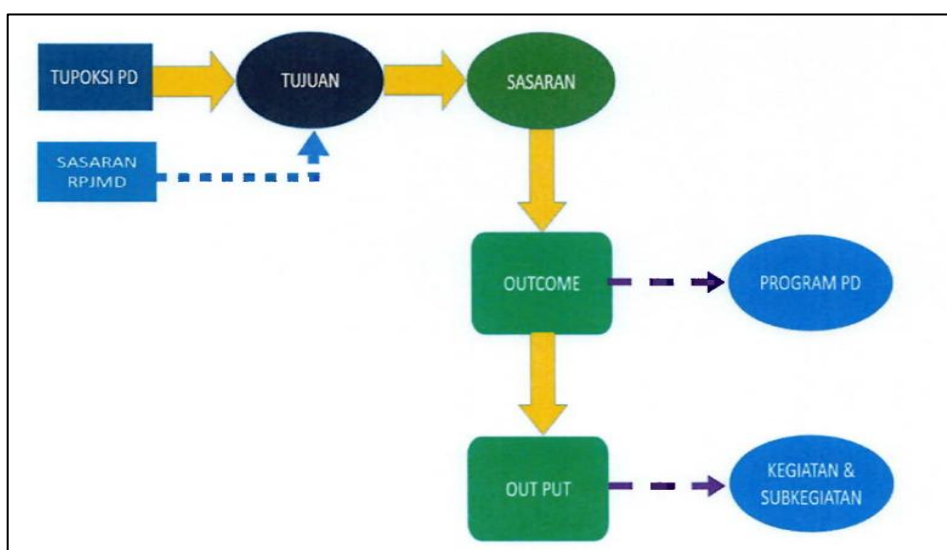 TUPOKSI PD
TUJUAN
SASARAN
SASARAN
RPJMD
OUTCOME
PROGRAM PD
OUT PUT
KEGIATAN &
SUBKEGIATAN